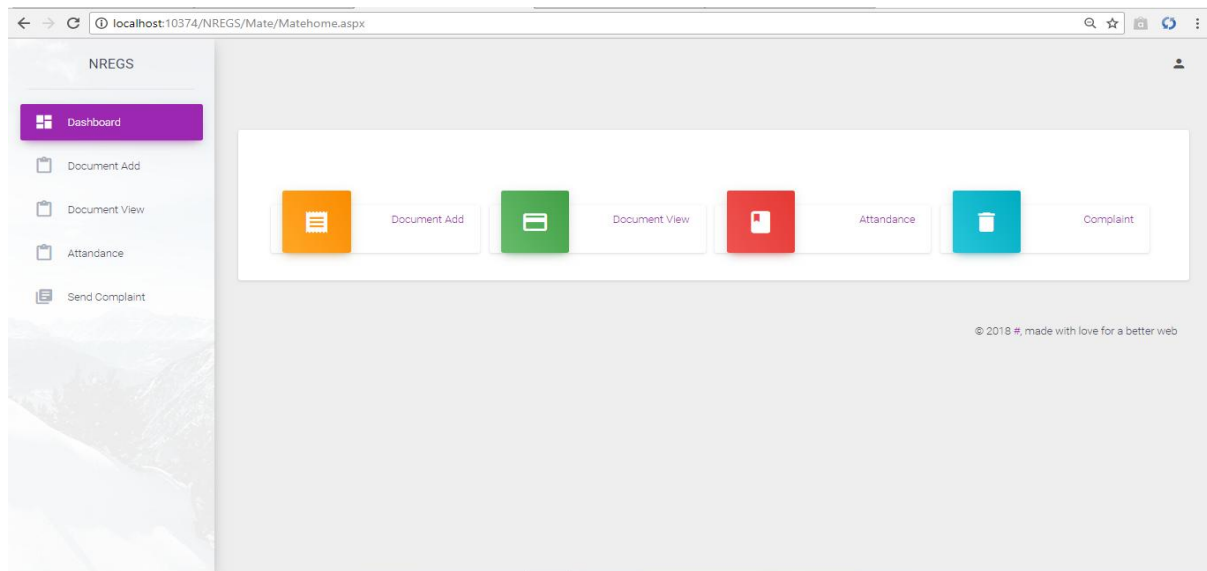 localhost:10374/NREGS/Mate/Matehome.aspx
NREGS
Dashboard
Document Add
Document View
Attandance
Send Complaint
Document Add
Document View
Attandance
Complaint
© 2018 #, made with love for a better web